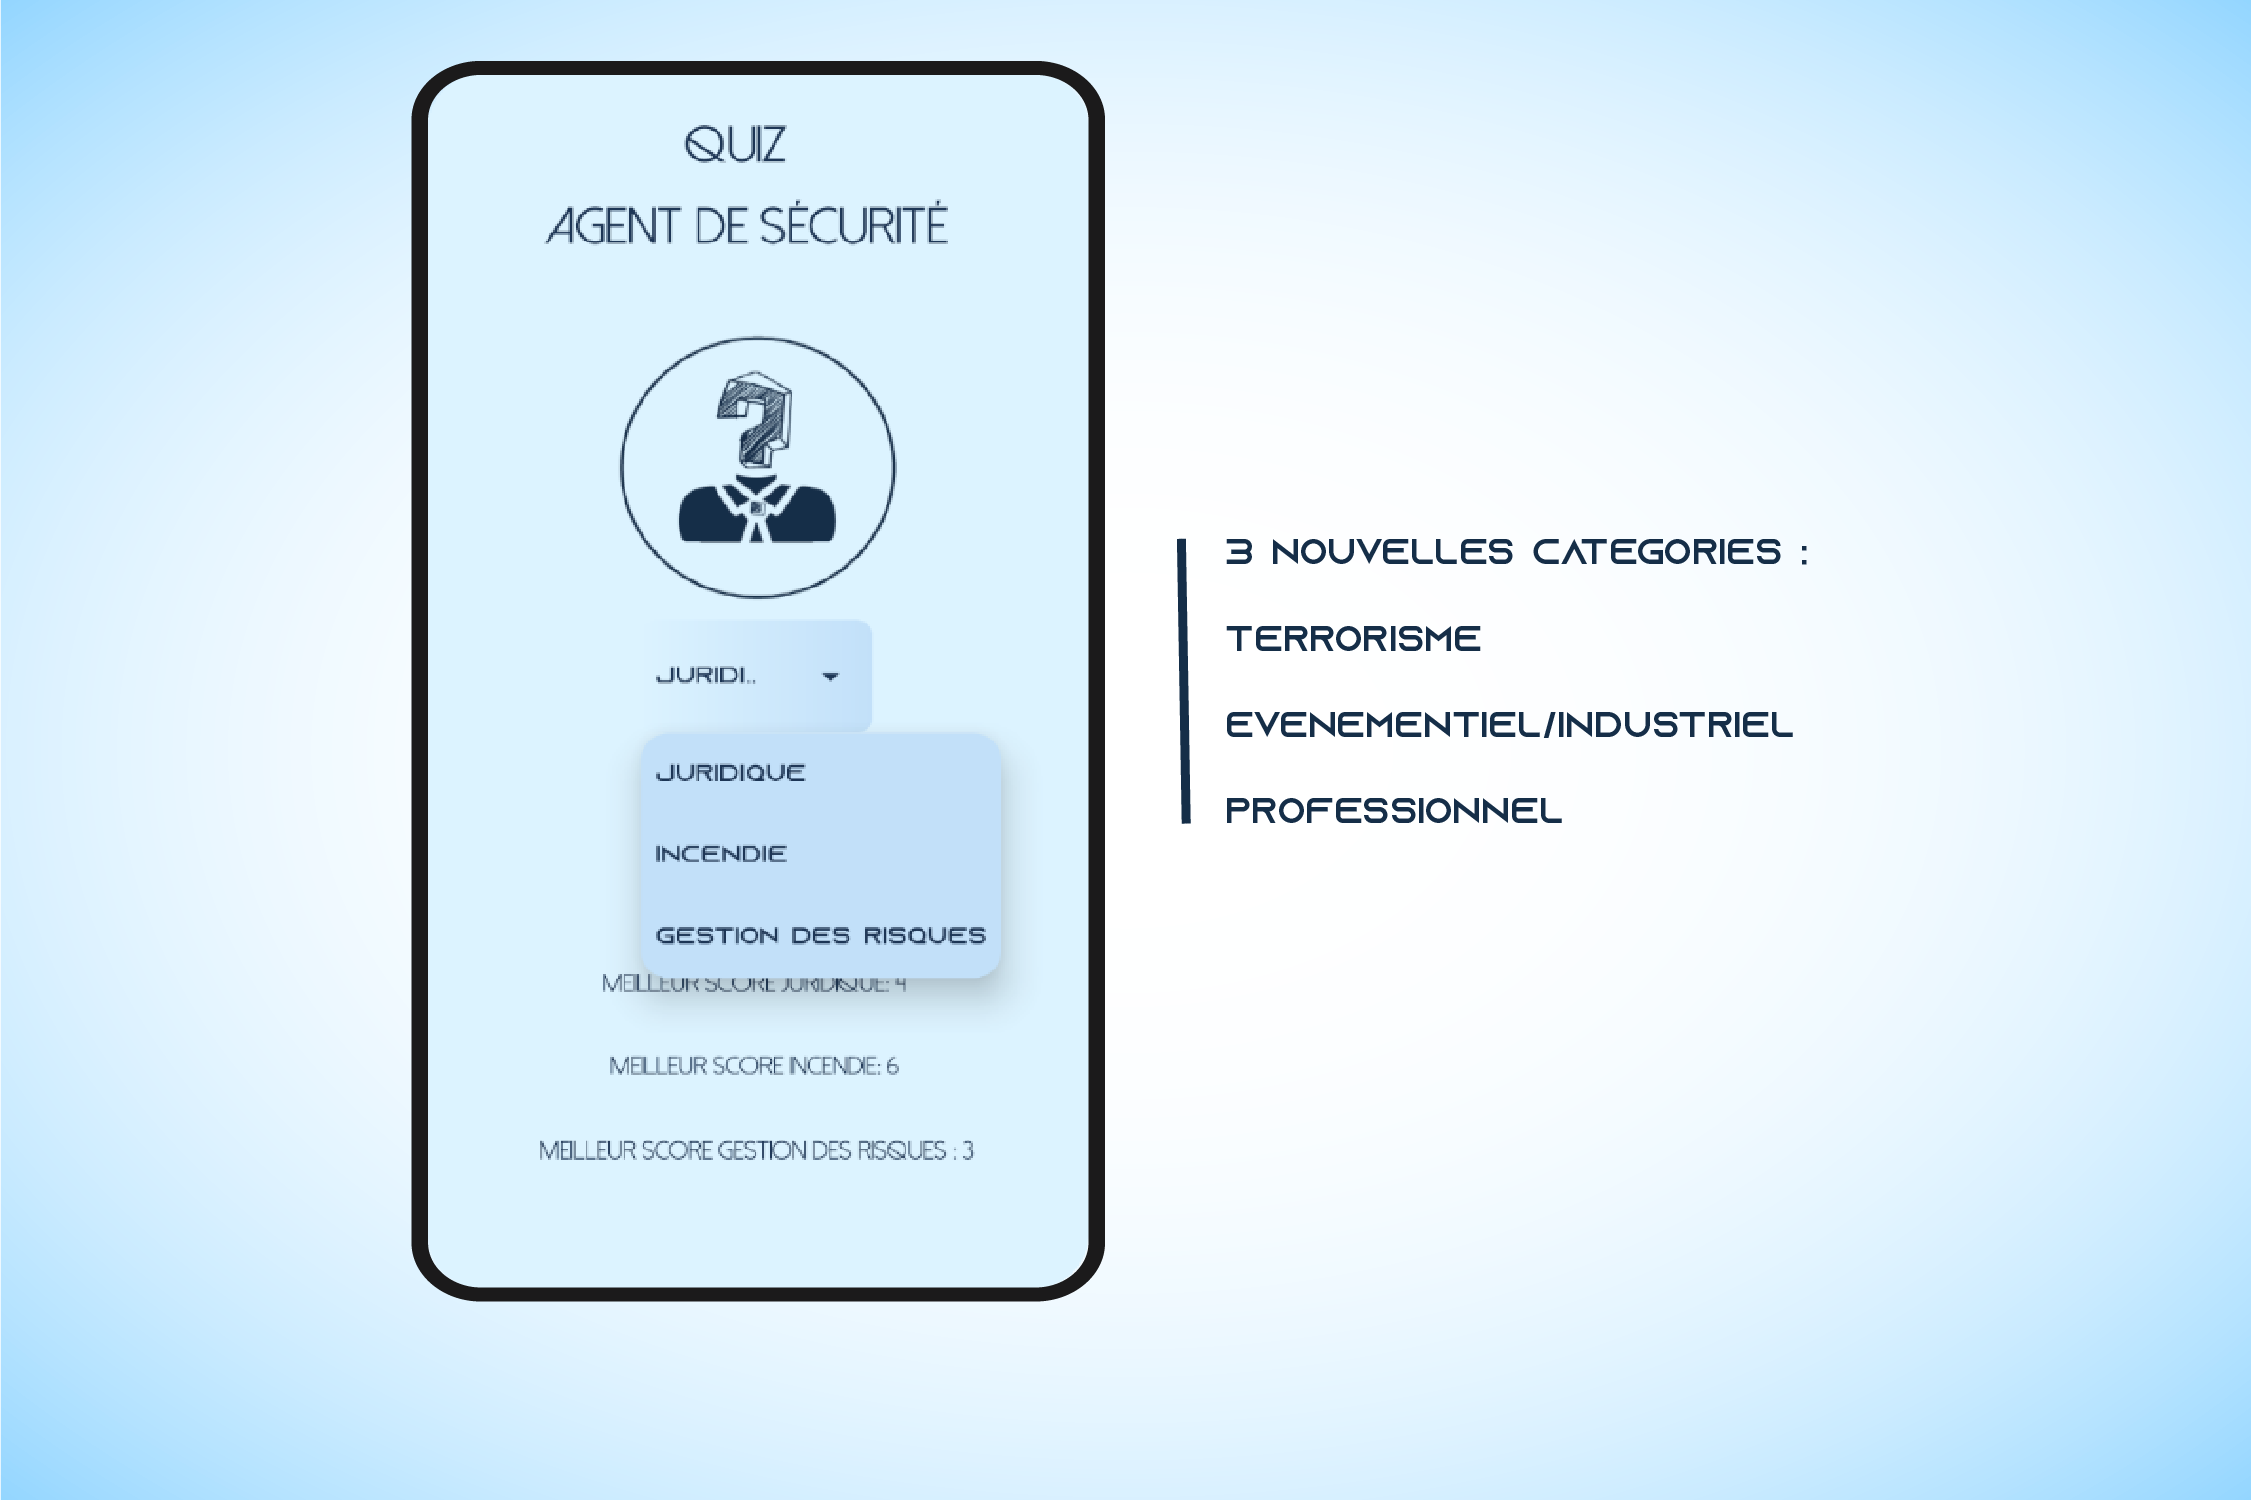 QUIZ
AGENT DE SÉCURITÉ
JURIDI..
JURIDIQUE
INCENDIE
GESTION DES RISQUES
MEILLEUR SCORE JURIDIQUE: 4
MEILLEUR SCORE INCENDIE: 6
MEILLEUR SCORE GESTION DES RISQUES : 3
3 NOUVELLES CATEGORIES :
TERRORISME
EVENEMENTIEL/INDUSTRIEL
PROFESSIONNEL